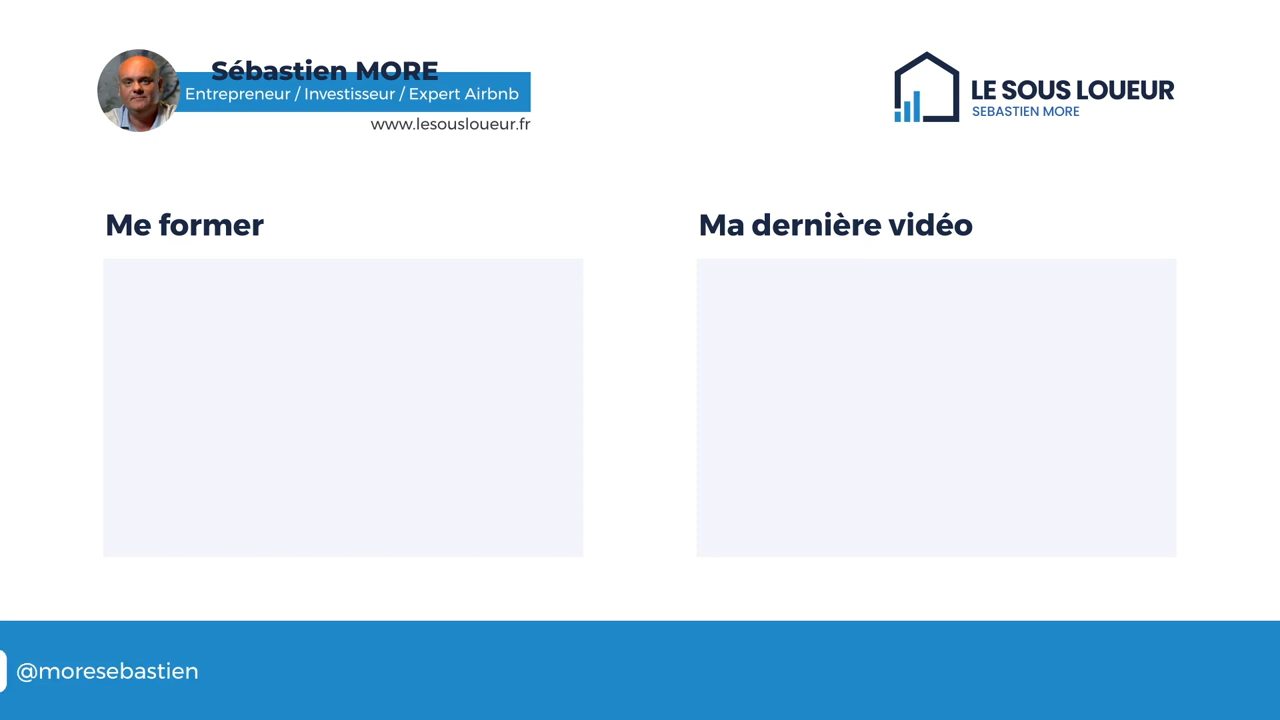 Sébastien MORE
Entrepreneur / Investisseur / Expert Airbnb
www.lesousloueur.fr
LE SOUS LOUEUR
SEBASTIEN MORE
Me former
Ma dernière vidéo
@moresebastien